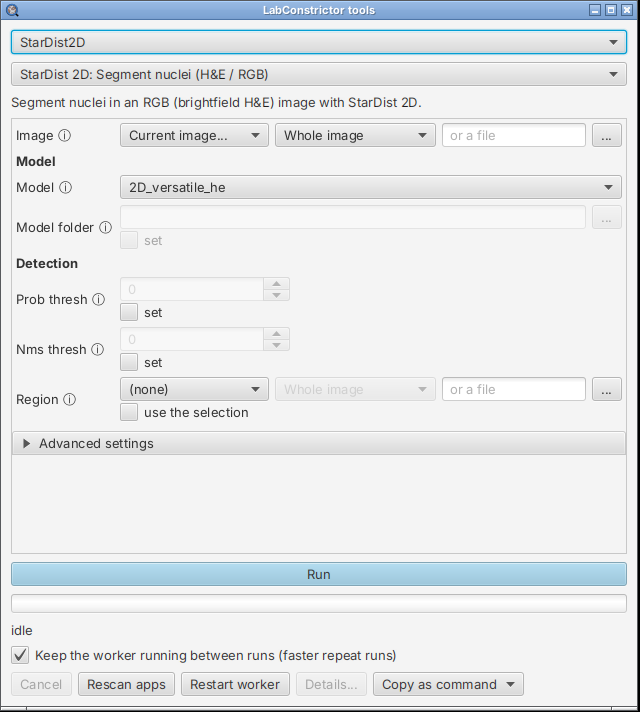 LabConstrictor tools
StarDist2D
StarDist 2D: Segment nuclei (H&E / RGB)
Segment nuclei in an RGB (brightfield H&E) image with StarDist 2D.
Image ⓘ Current image... Whole image or a file ...
Model
Model ⓘ 2D_versatile_he
Model folder ⓘ ...
set
Detection
Prob thresh ⓘ 0
set
Nms thresh ⓘ 0
set
Region ⓘ (none) Whole image or a file ...
use the selection
Advanced settings
Run
idle
Keep the worker running between runs (faster repeat runs)
Cancel Rescan apps Restart worker Details... Copy as command